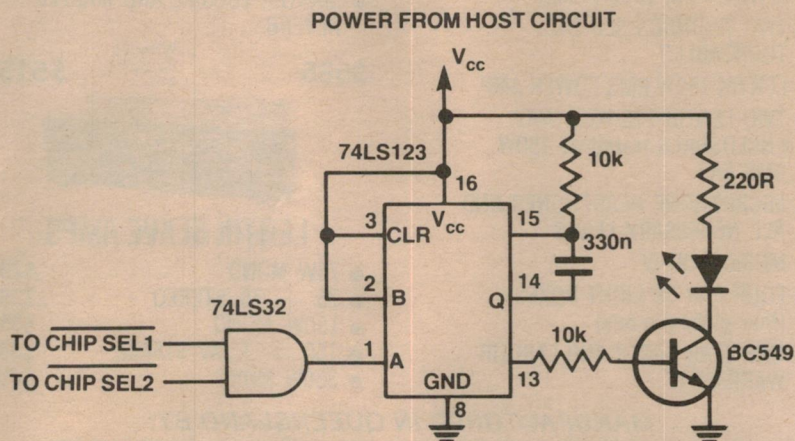 POWER FROM HOST CIRCUIT
Vcc
74LS123
16
Vcc
10k
220R
3
CLR
15
330n
2
B
14
Q
74LS32
TO CHIP SEL1
1
A
10k
BC549
TO CHIP SEL2
13
GND
8